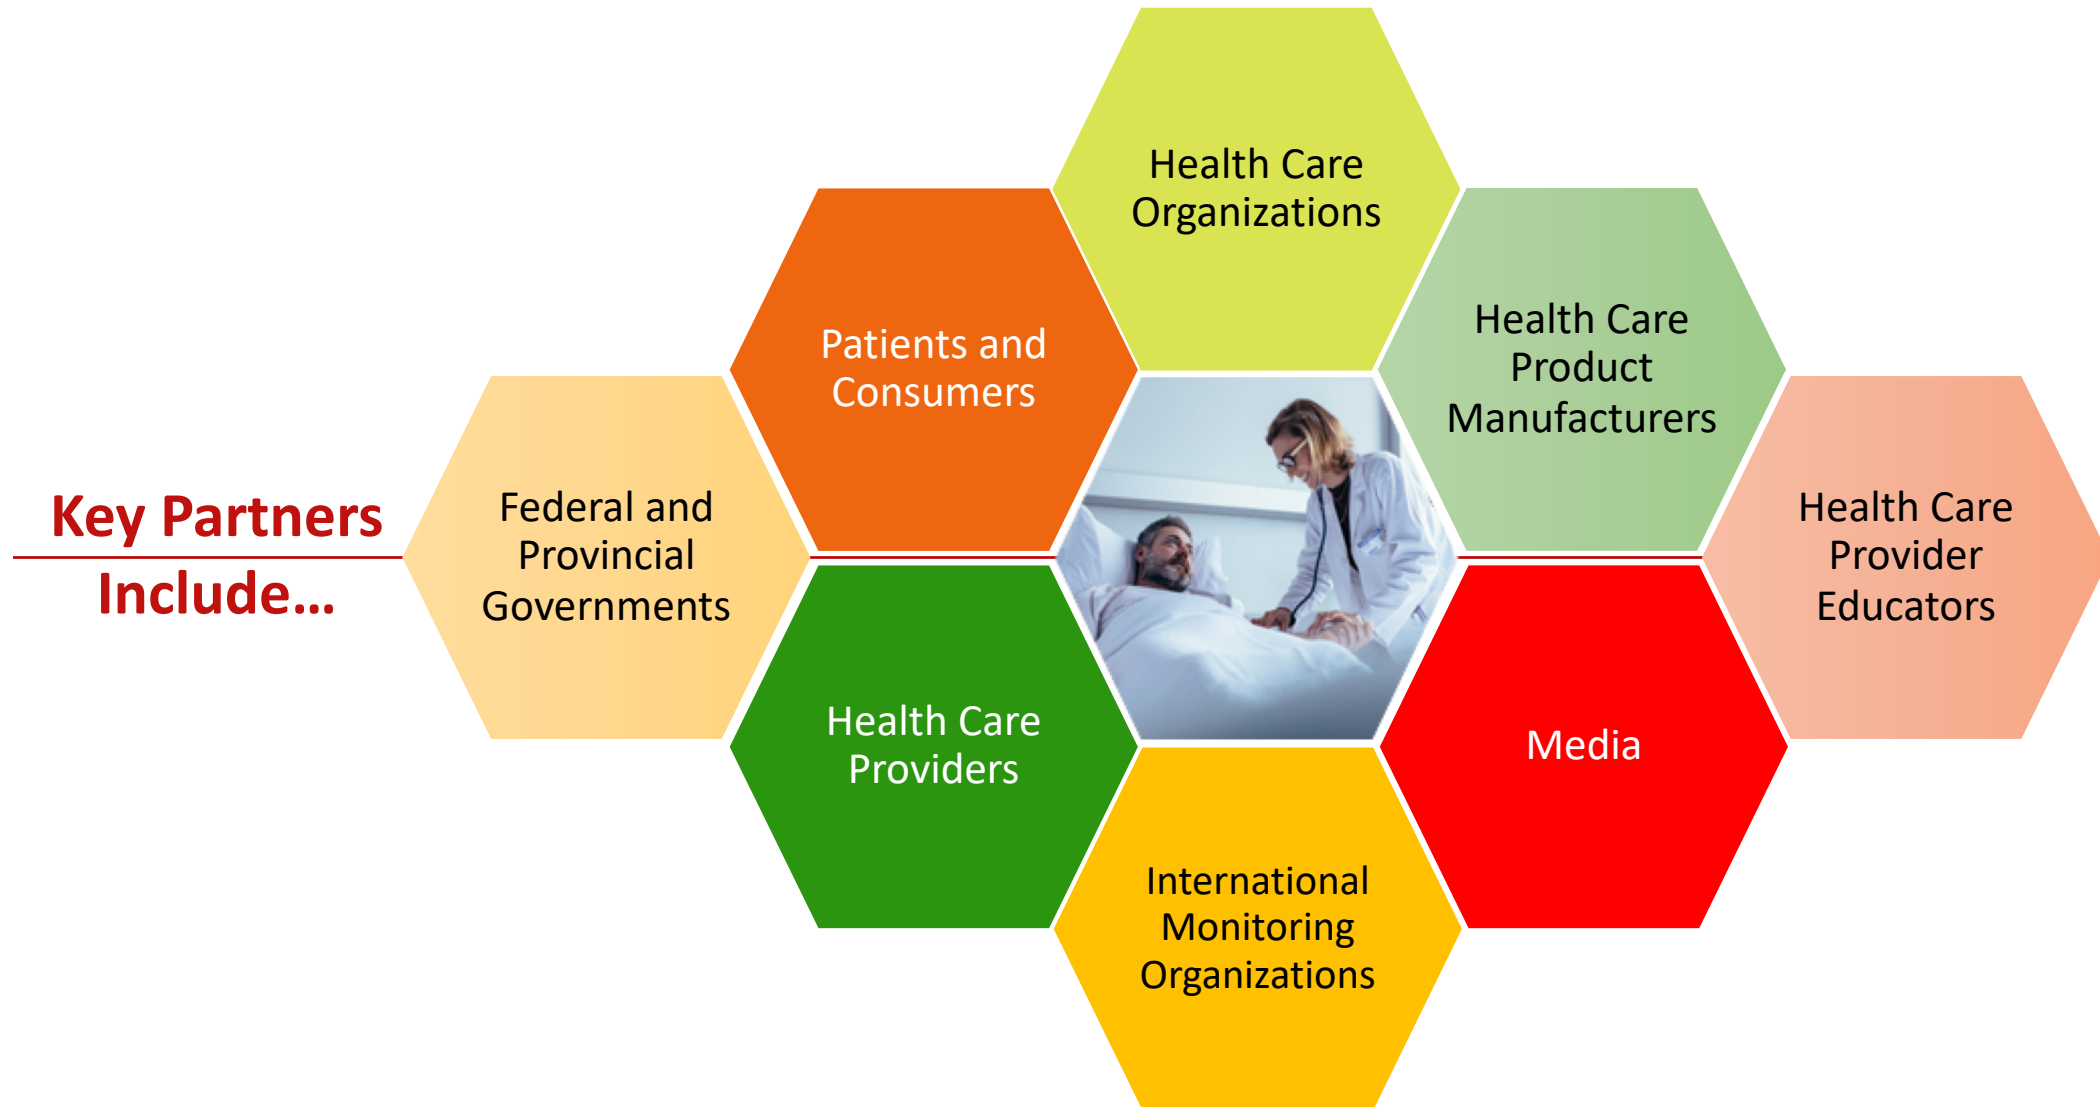 Key Partners
Include…
Federal and
Provincial
Governments
Patients and
Consumers
Health Care
Organizations
Health Care
Product
Manufacturers
Health Care
Provider
Educators
Health Care
Providers
International
Monitoring
Organizations
Media